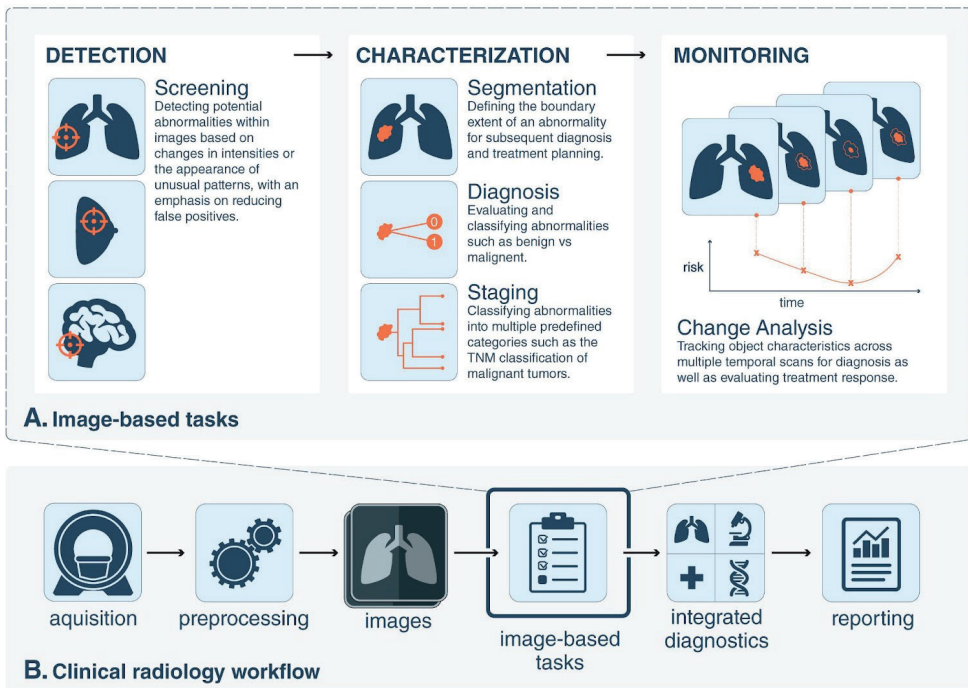 DETECTION
Screening
Detecting potential
abnormalities within
images based on
changes in intensities or
the appearance of
unusual patterns, with an
emphasis on reducing
false positives.
CHARACTERIZATION
Segmentation
Defining the boundary
extent of an abnormality
for subsequent diagnosis
and treatment planning.
Diagnosis
0
1
Evaluating and
classifying abnormalities
such as benign vs
malignent.
Staging
Classifying abnormalities
into multiple predefined
categories such as the
TNM classification of
malignant tumors.
MONITORING
risk
time
Change Analysis
Tracking object characteristics across
multiple temporal scans for diagnosis as
well as evaluating treatment response.
A. Image-based tasks
aquisition
preprocessing
images
image-based
tasks
integrated
diagnostics
reporting
B. Clinical radiology workflow